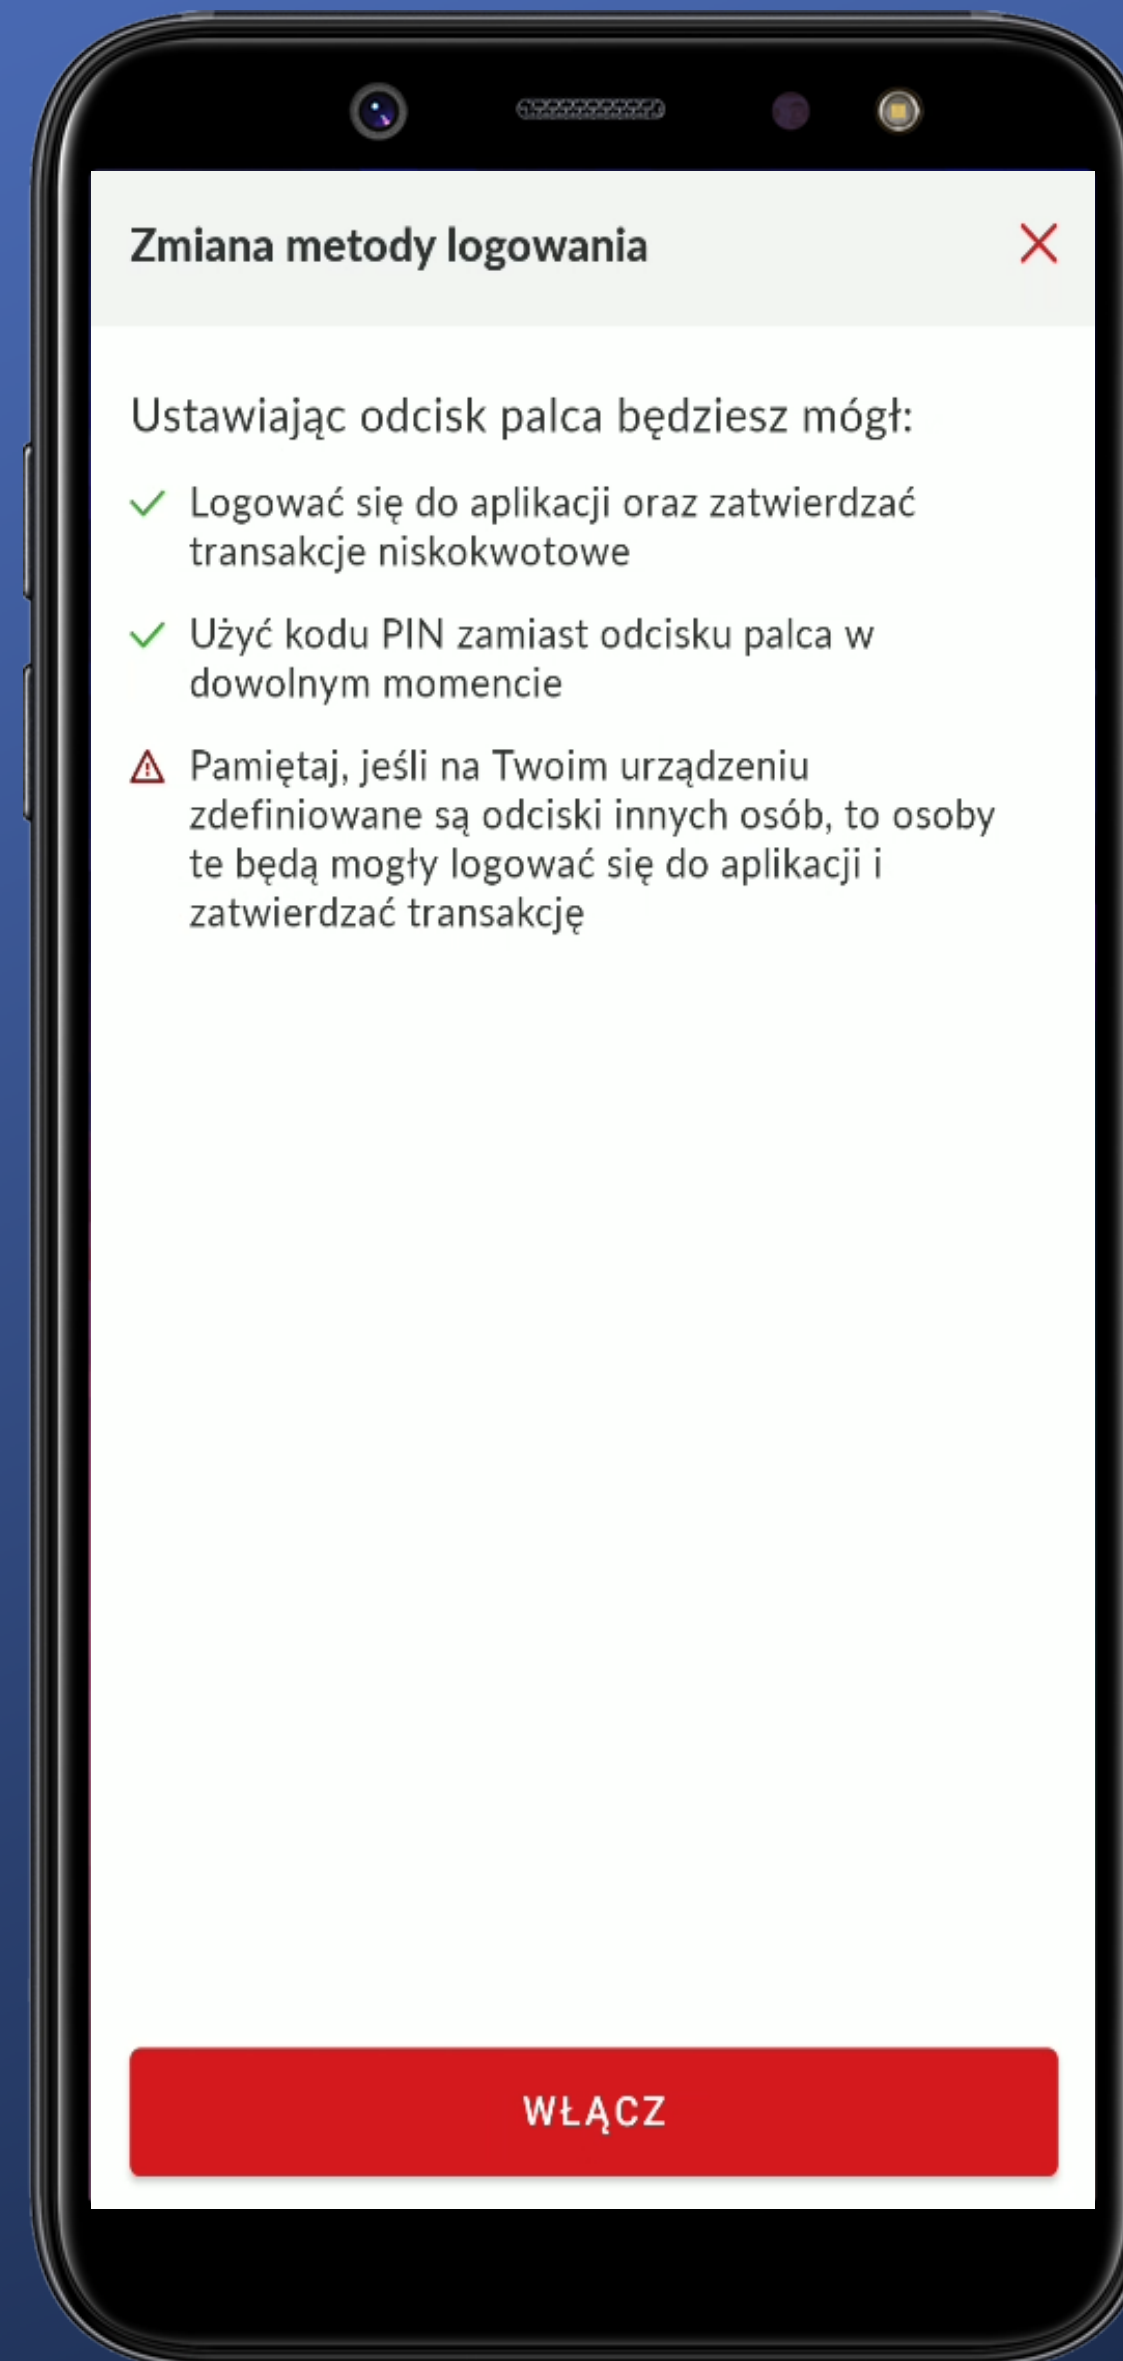 Zmiana metody logowania
Ustawiając odcisk palca będziesz mógł:
Logować się do aplikacji oraz zatwierdzać
transakcje niskokwotowe
Użyć kodu PIN zamiast odcisku palca w
dowolnym momencie
Pamiętaj, jeśli na Twoim urządzeniu
zdefiniowane są odciski innych osób, to osoby
te będą mogły logować się do aplikacji i
zatwierdzać transakcję
WŁĄCZ